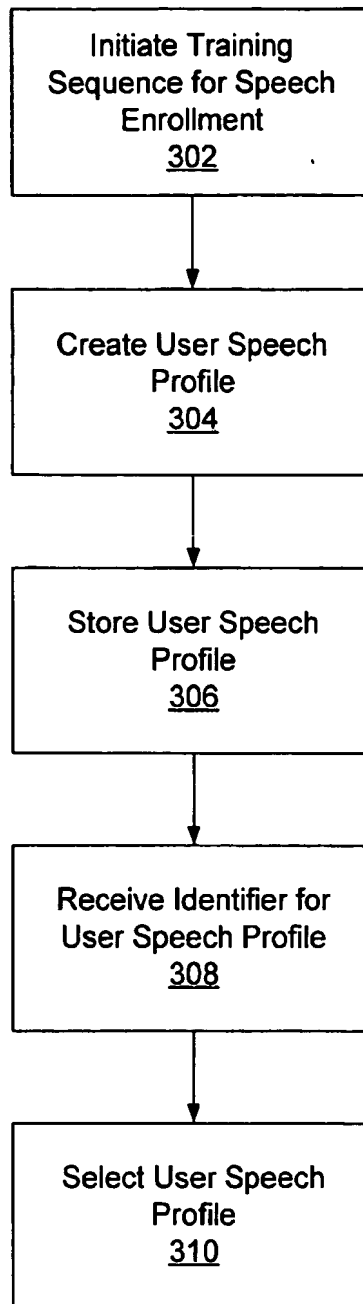 Initiate Training
Sequence for Speech
Enrollment
302
Create User Speech
Profile
304
Store User Speech
Profile
306
Receive Identifier for
User Speech Profile
308
Select User Speech
Profile
310